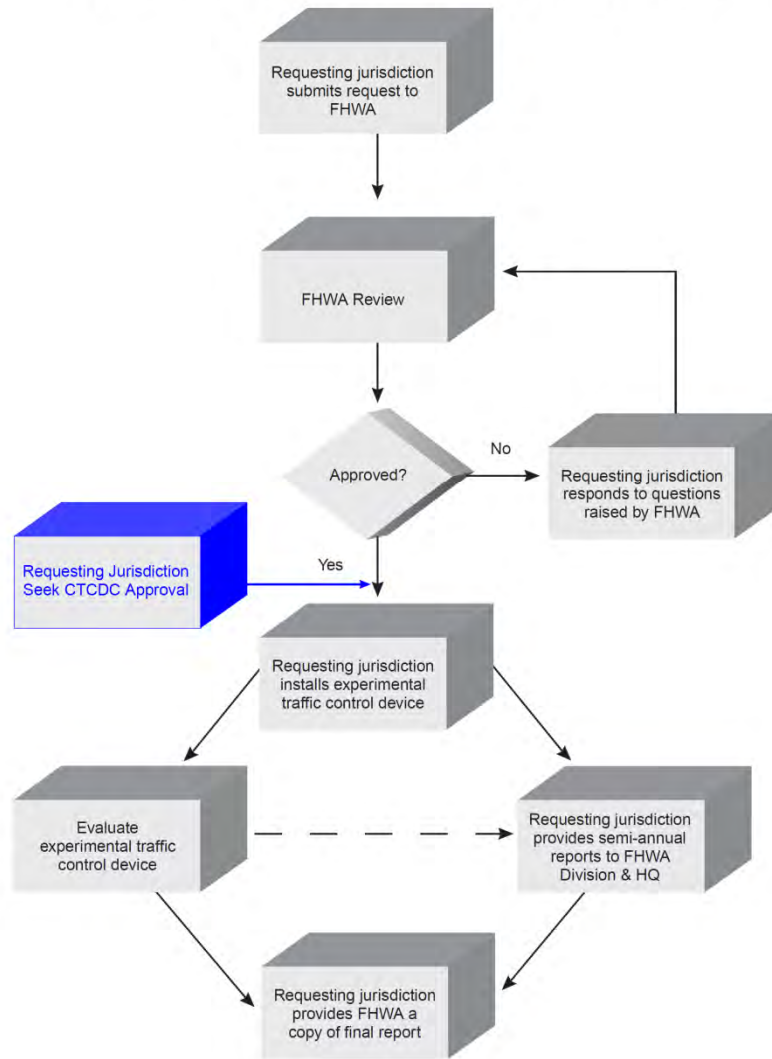 Requesting jurisdiction
submits request to
FHWA
FHWA Review
Approved?
No
Requesting jurisdiction
responds to questions
raised by FHWA
Requesting Jurisdiction
Seek CTCDC Approval
Yes
Requesting jurisdiction
installs experimental
traffic control device
Evaluate
experimental traffic
control device
Requesting jurisdiction
provides semi-annual
reports to FHWA
Division & HQ
Requesting jurisdiction
provides FHWA a
copy of final report